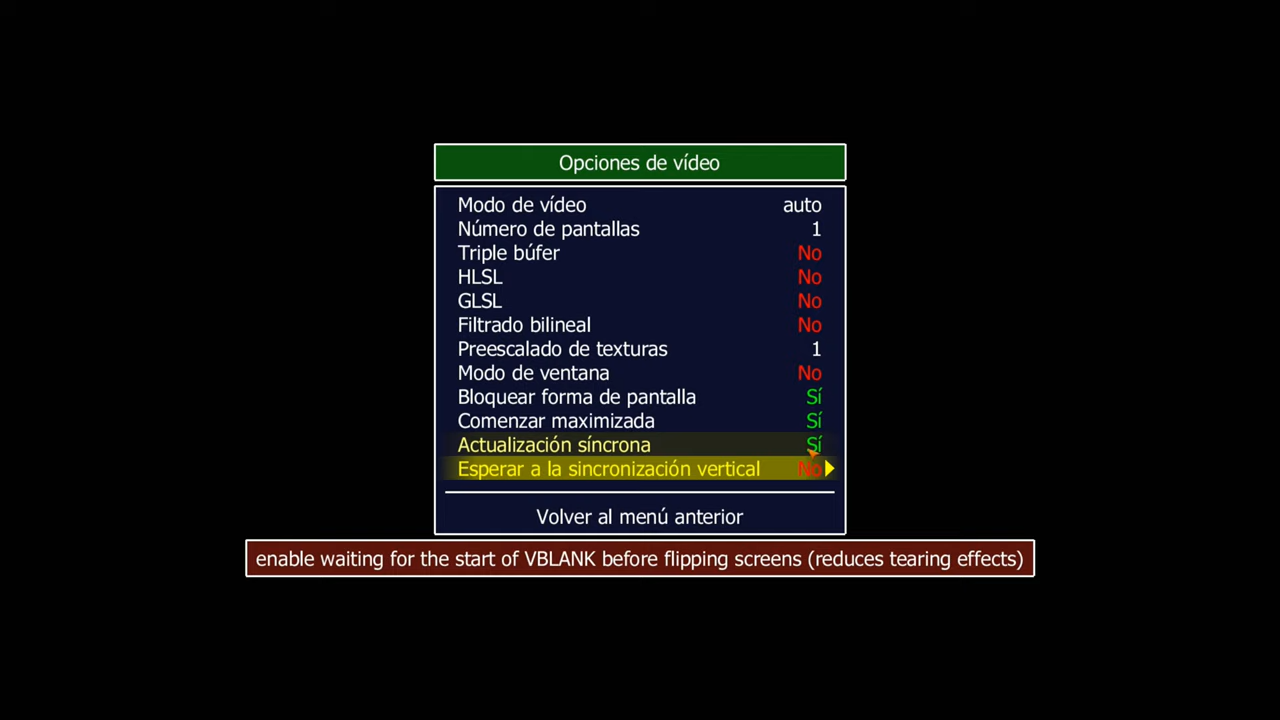 Opciones de vídeo
Modo de vídeo auto
Número de pantallas 1
Triple búfer No
HLSL No
GLSL No
Filtrado bilineal No
Preescalado de texturas 1
Modo de ventana No
Bloquear forma de pantalla Sí
Comenzar maximizada Sí
Actualización síncrona Sí
Esperar a la sincronización vertical No
Volver al menú anterior
enable waiting for the start of VBLANK before flipping screens (reduces tearing effects)